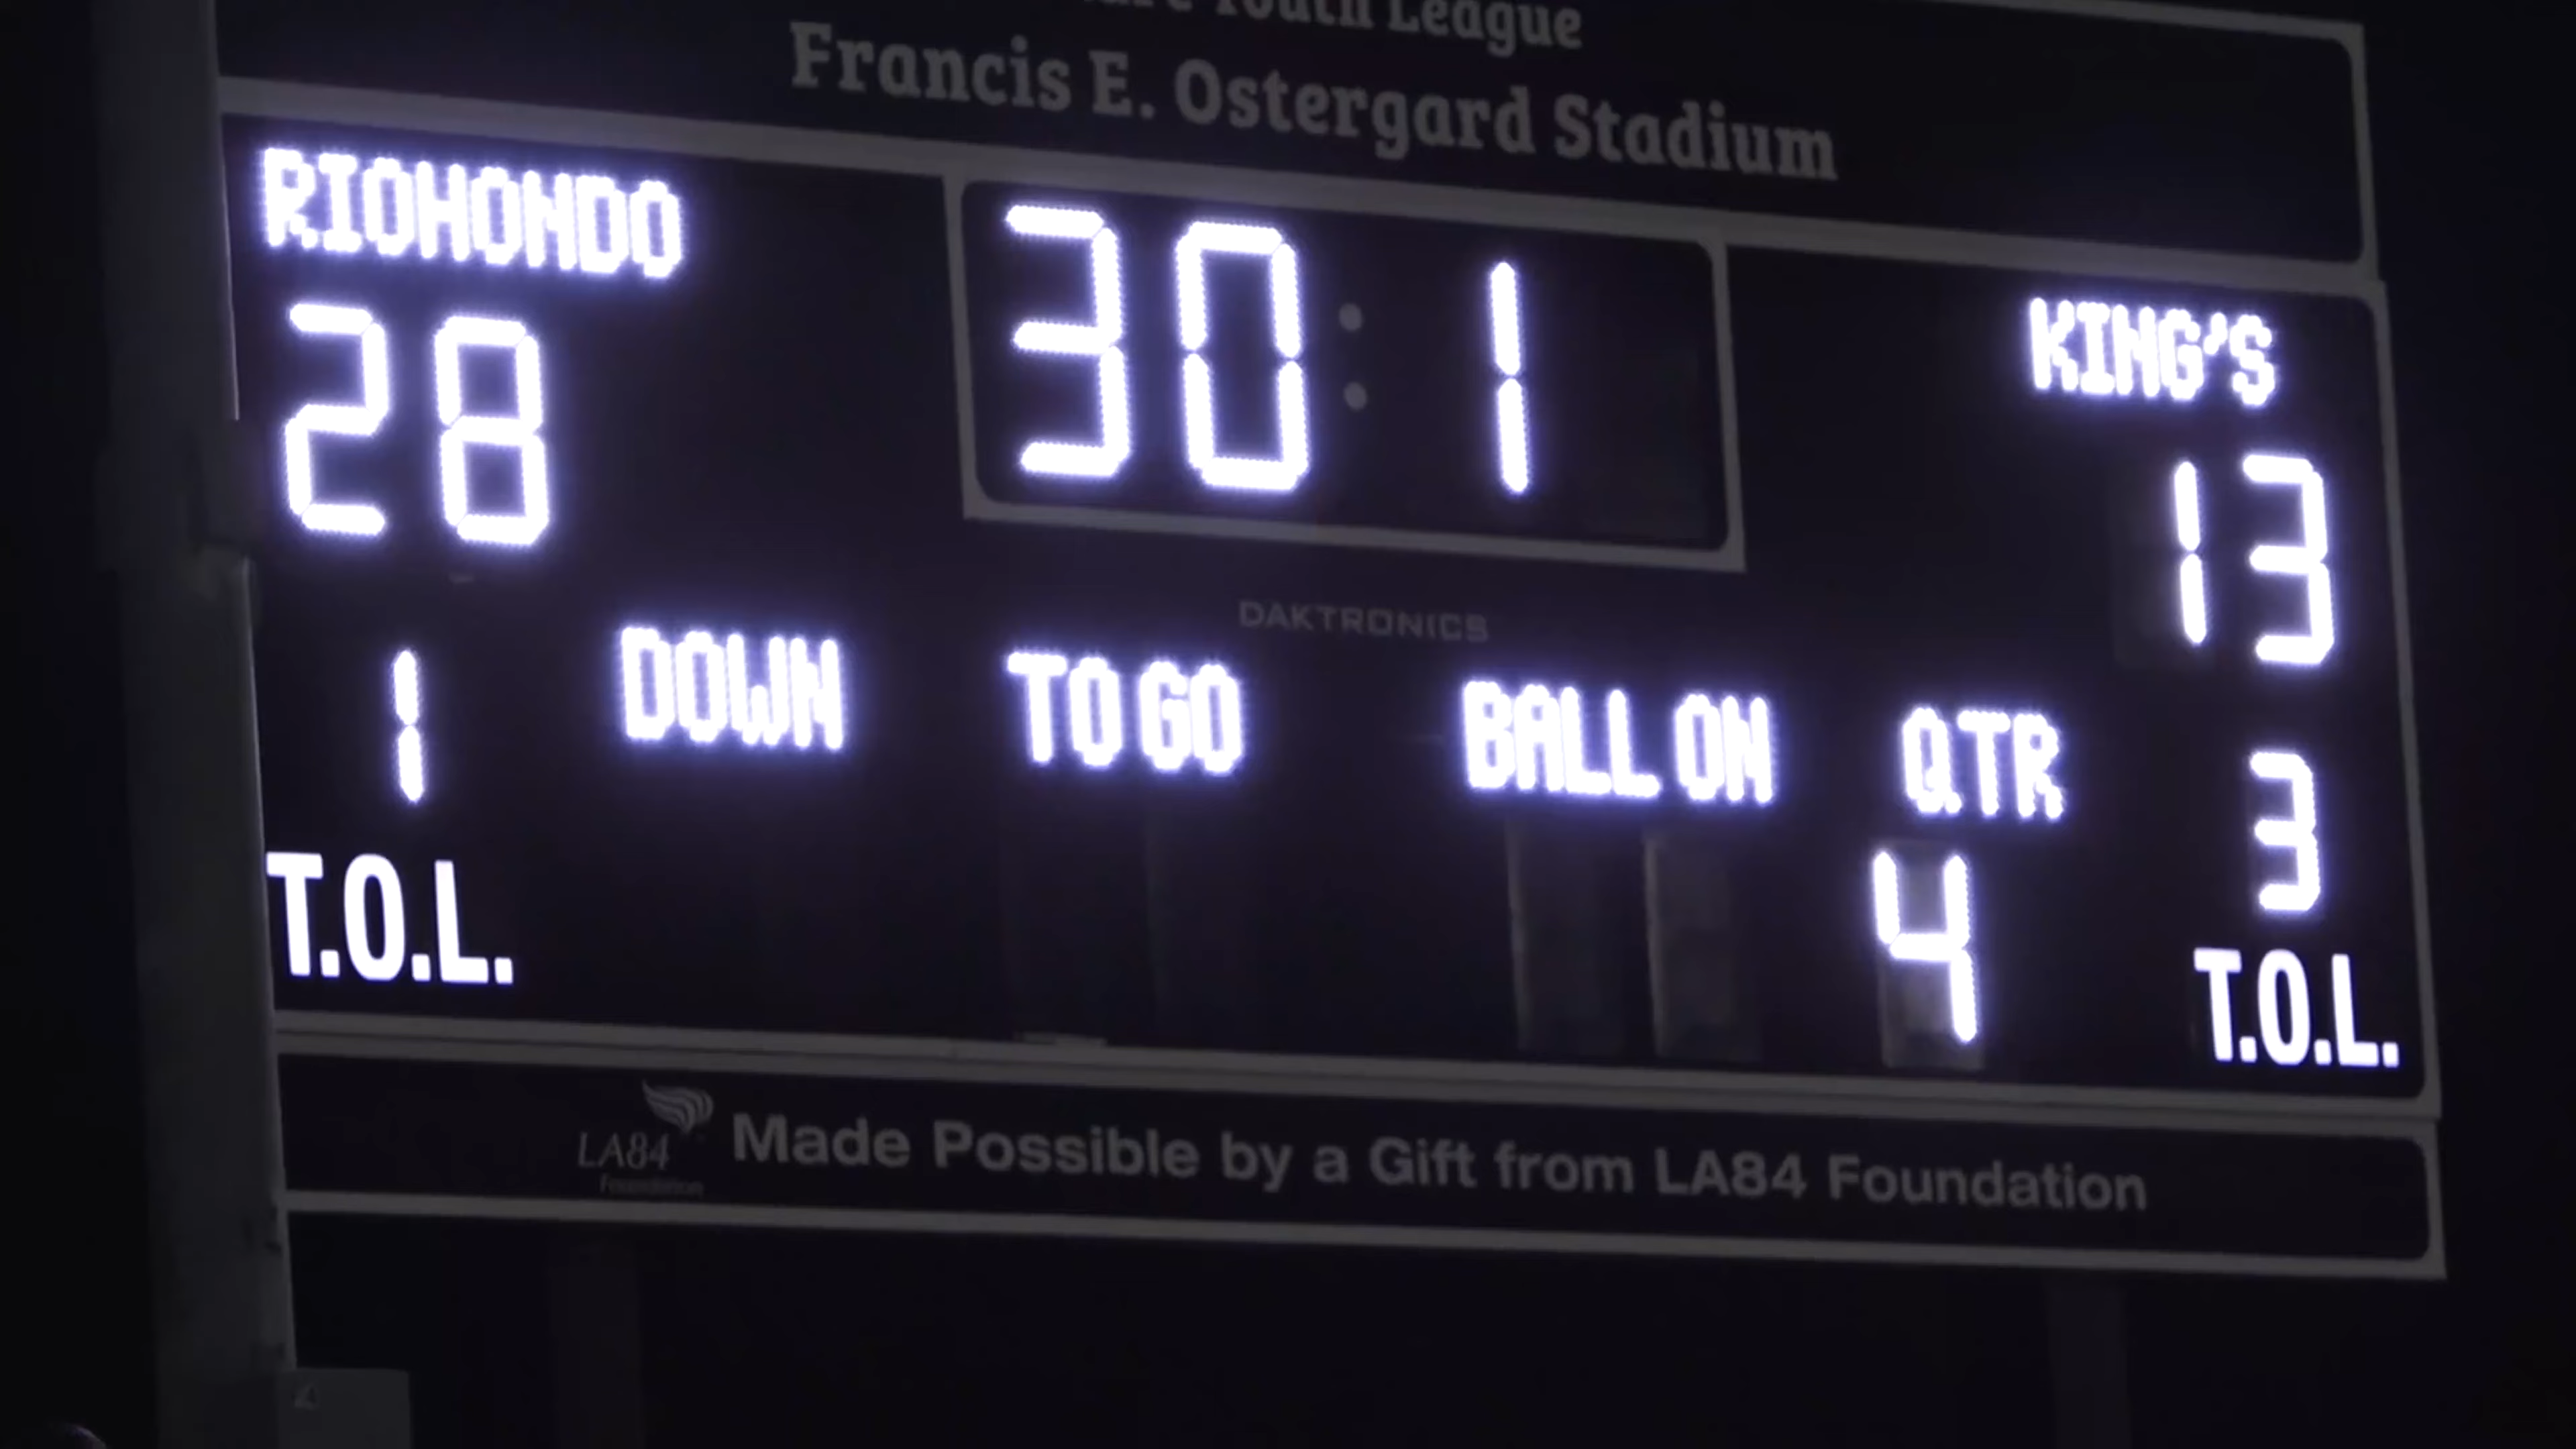 Youth League
Francis E. Ostergard Stadium
RIOHONDO
30 1
KING'S
28
13
DAKTRONICS
1 DOWN TO GO BALL ON QTR 3
4
T.O.L. T.O.L.
LA84
Foundation
Made Possible by a Gift from LA84 Foundation